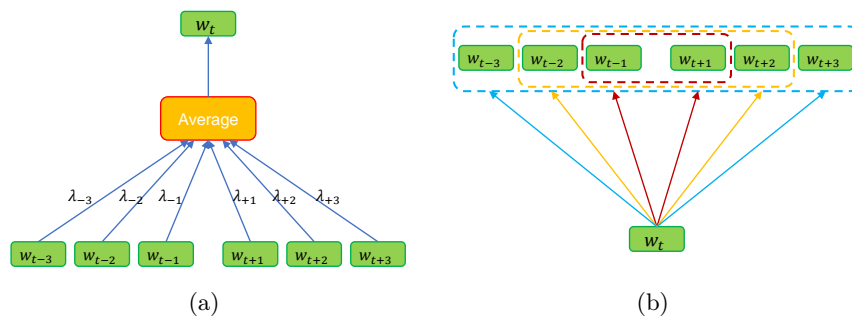 w_t
Average
λ_{-3} λ_{-2} λ_{-1} λ_{+1} λ_{+2} λ_{+3}
w_{t-3} w_{t-2} w_{t-1} w_{t+1} w_{t+2} w_{t+3}
(a)
w_{t-3} w_{t-2} w_{t-1} w_{t+1} w_{t+2} w_{t+3}
w_t
(b)